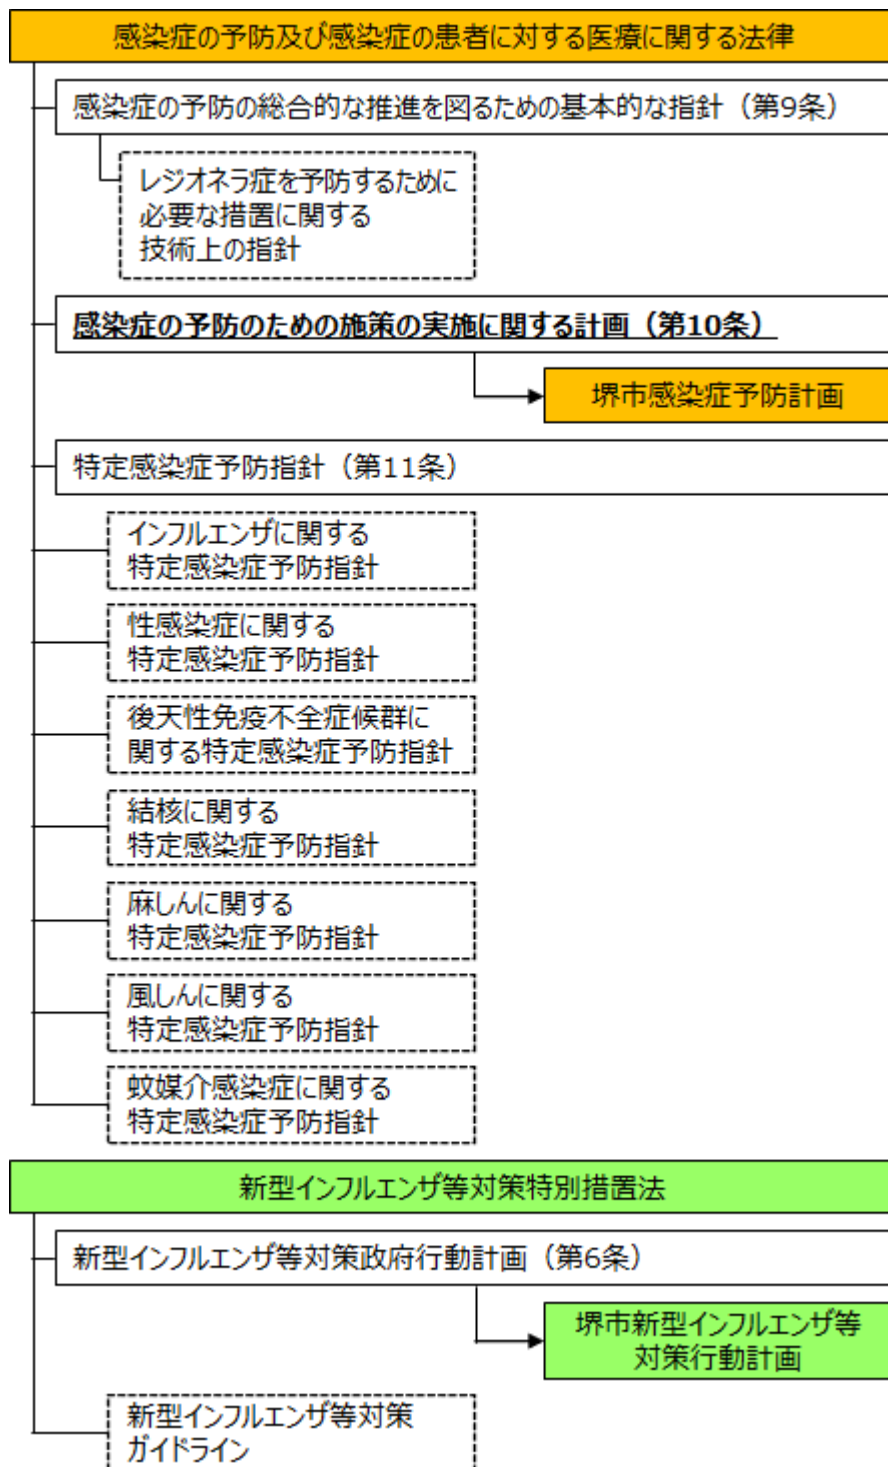 感染症の予防及び感染症の患者に対する医療に関する法律
感染症の予防の総合的な推進を図るための基本的な指針（第9条）
レジオネラ症を予防するために
必要な措置に関する
技術上の指針
感染症の予防のための施策の実施に関する計画（第10条）
堺市感染症予防計画
特定感染症予防指針（第11条）
インフルエンザに関する
特定感染症予防指針
性感染症に関する
特定感染症予防指針
後天性免疫不全症候群に
関する特定感染症予防指針
結核に関する
特定感染症予防指針
麻しんに関する
特定感染症予防指針
風しんに関する
特定感染症予防指針
蚊媒介感染症に関する
特定感染症予防指針
新型インフルエンザ等対策特別措置法
新型インフルエンザ等対策政府行動計画（第6条）
堺市新型インフルエンザ等
対策行動計画
新型インフルエンザ等対策
ガイドライン